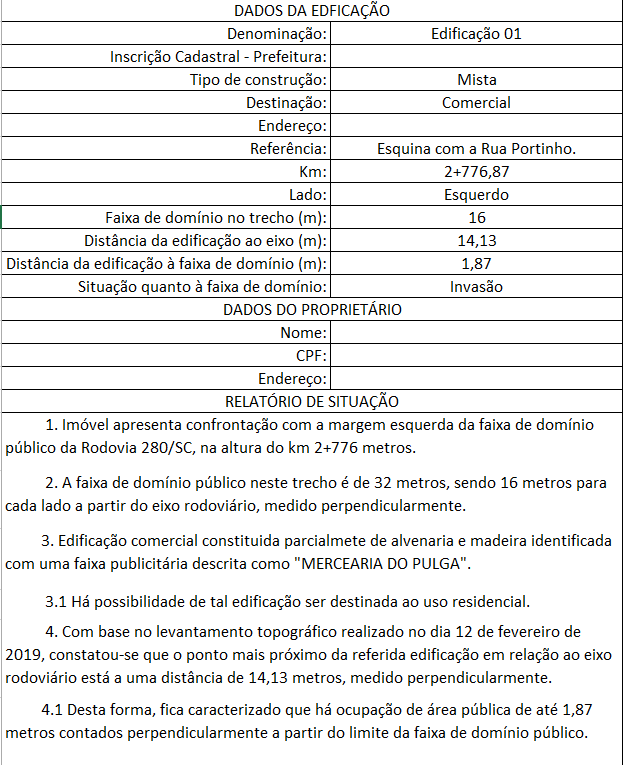 DADOS DA EDFICAÇÃO
Denominação: Edificação 01
Inscrição Cadastral - Prefeitura:
Tipo de construção: Mista
Destinação: Comercial
Endereço:
Referência: Esquina com a Rua Portinho.
Km: 2+776,87
Lado: Esquerdo
Faixa de domínio no trecho (m): 16
Distância da edificação ao eixo (m): 14,13
Distância da edificação à faixa de domínio (m): 1,87
Situação quanto à faixa de domínio: Invasão
DADOS DO PROPRIETÁRIO
Nome:
CPF:
Endereço:
RELATÓRIO DE SITUAÇÃO
1. Imóvel apresenta confrontação com a margem esquerda da faixa de domínio
público da Rodovia 280/SC, na altura do km 2+776 metros.
2. A faixa de domínio público neste trecho é de 32 metros, sendo 16 metros para
cada lado a partir do eixo rodoviário, medido perpendicularmente.
3. Edificação comercial constituida parcialmete de alvenaria e madeira identificada
com uma faixa publicitária descrita como "MERCEARIA DO PULGA".
3.1 Há possibilidade de tal edificação ser destinada ao uso residencial.
4. Com base no levantamento topográfico realizado no dia 12 de fevereiro de
2019, constatou-se que o ponto mais próximo da referida edificação em relação ao eixo
rodoviário está a uma distância de 14,13 metros, medido perpendicularmente.
4.1 Desta forma, fica caracterizado que há ocupação de área pública de até 1,87
metros contados perpendicularmente a partir do limite da faixa de domínio público.